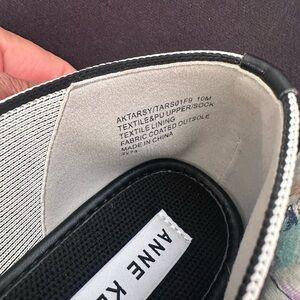 AKTARSY/TARS01F9 10M
TEXTILE&PU UPPER/SOCK
TEXTILE LINING
FABRIC COATED OUTSOLE
MADE IN CHINA
ANNE